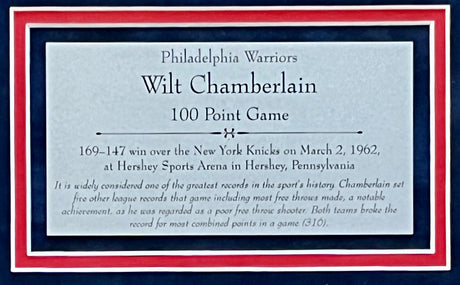 Philadelphia Warriors
Wilt Chamberlain
100 Point Game
169–147 win over the New York Knicks on March 2, 1962,
at Hershey Sports Arena in Hershey, Pennsylvania
It is widely considered one of the greatest records in the sport's history. Chamberlain set
five other league records that game including most free throws made, a notable
achievement, as he was regarded as a poor free throw shooter. Both teams broke the
record for most combined points in a game (316).